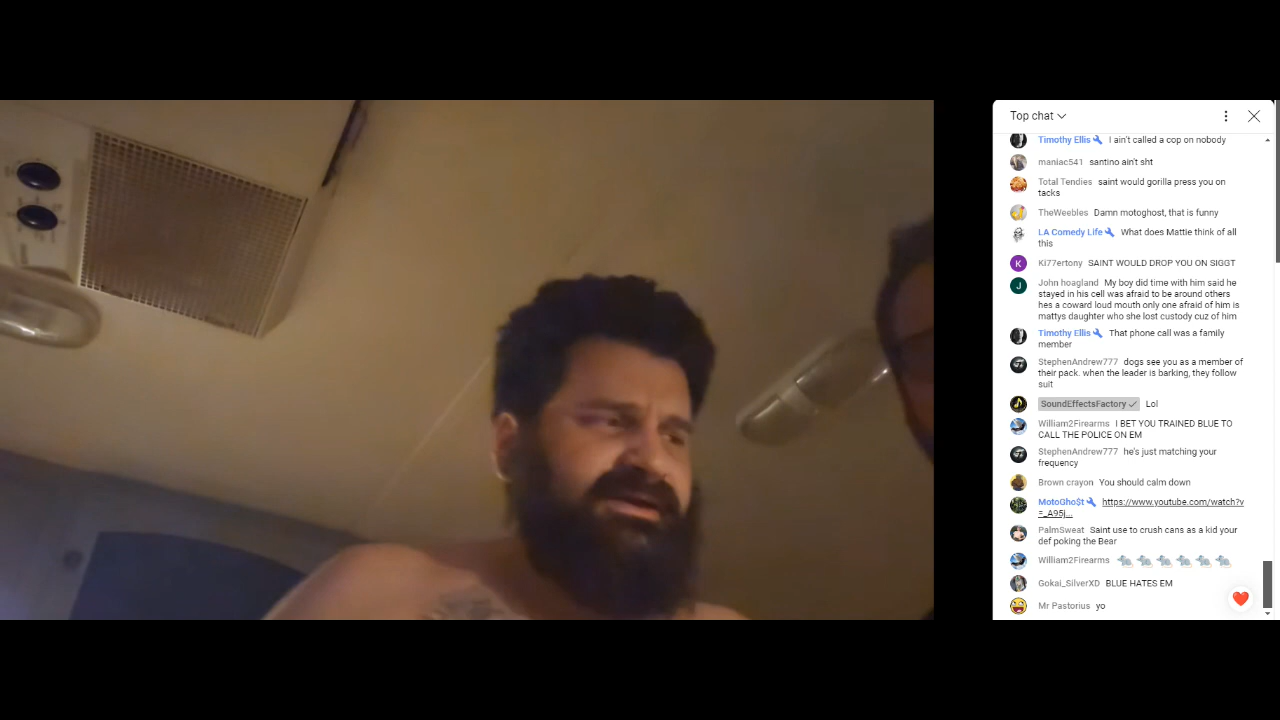 Top chat
Timothy Ellis I ain't called a cop on nobody
maniac541 santino ain't sht
Total Tendies saint would gorilla press you on
tacks
TheWeebles Damn motoghost, that is funny
LA Comedy Life What does Mattie think of all
this
K
Ki77ertony SAINT WOULD DROP YOU ON SIGGT
J
John hoagland My boy did time with him said he
stayed in his cell was afraid to be around others
hes a coward loud mouth only one afraid of him is
mattys daughter who she lost custody cuz of him
Timothy Ellis That phone call was a family
member
StephenAndrew777 dogs see you as a member of
their pack. when the leader is barking, they follow
suit
SoundEffectsFactory Lol
William2Firearms I BET YOU TRAINED BLUE TO
CALL THE POLICE ON EM
StephenAndrew777 he's just matching your
frequency
Brown crayon You should calm down
MotoGho$t https://www.youtube.com/watch?v
=_A95j...
PalmSweat Saint use to crush cans as a kid your
def poking the Bear
William2Firearms
Gokai_SilverXD BLUE HATES EM
Mr Pastorius yo